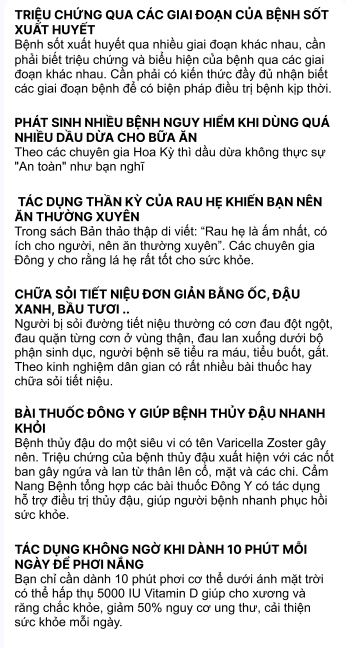 TRIỆU CHỨNG QUA CÁC GIAI ĐOẠN CỦA BỆNH SỐT
XUẤT HUYẾT
Bệnh sốt xuất huyết qua nhiều giai đoạn khác nhau, cần
phải biết triệu chứng và biểu hiện của bệnh qua các giai
đoạn khác nhau. Cần phải có kiến thức đầy đủ nhận biết
các giai đoạn bệnh để có biện pháp điều trị bệnh kịp thời.
PHÁT SINH NHIỀU BỆNH NGUY HIỂM KHI DÙNG QUÁ
NHIỀU DẦU DỪA CHO BỮA ĂN
Theo các chuyên gia Hoa Kỳ thì dầu dừa không thực sự
"An toàn" như bạn nghĩ
TÁC DỤNG THẦN KỲ CỦA RAU HẸ KHIẾN BẠN NÊN
ĂN THƯỜNG XUYÊN
Trong sách Bản thảo thập di viết: “Rau hẹ là ấm nhất, có
ích cho người, nên ăn thường xuyên”. Các chuyên gia
Đông y cho rằng lá hẹ rất tốt cho sức khỏe.
CHỮA SỎI TIẾT NIỆU ĐƠN GIẢN BẰNG ỐC, ĐẬU
XANH, BẦU TƯƠI ..
Người bị sỏi đường tiết niệu thường có cơn đau đột ngột,
đau quặn từng cơn ở vùng thận, đau lan xuống dưới bộ
phận sinh dục, người bệnh sẽ tiểu ra máu, tiểu buốt, gắt.
Theo kinh nghiệm dân gian có rất nhiều bài thuốc hay
chữa sỏi tiết niệu.
BÀI THUỐC ĐÔNG Y GIÚP BỆNH THỦY ĐẬU NHANH
KHỎI
Bệnh thủy đậu do một siêu vi có tên Varicella Zoster gây
nên. Triệu chứng của bệnh thủy đậu xuất hiện với các nốt
ban gây ngứa và lan từ thân lên cổ, mặt và các chi. Cẩm
Nang Bệnh tổng hợp các bài thuốc Đông Y có tác dụng
hỗ trợ điều trị thủy đậu, giúp người bệnh nhanh phục hồi
sức khỏe.
TÁC DỤNG KHÔNG NGỜ KHI DÀNH 10 PHÚT MỖI
NGÀY ĐỂ PHƠI NẮNG
Bạn chỉ cần dành 10 phút phơi cơ thể dưới ánh mặt trời
có thể hấp thụ 5000 IU Vitamin D giúp cho xương và
răng chắc khỏe, giảm 50% nguy cơ ung thư, cải thiện
sức khỏe mỗi ngày.